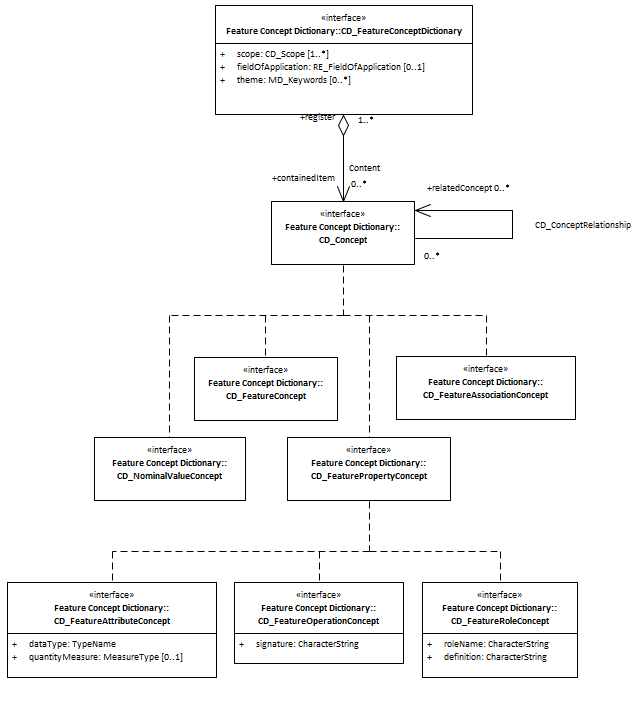 «interface»
Feature Concept Dictionary::CD_FeatureConceptDictionary
+ scope: CD_Scope [1..*]
+ fieldOfApplication: RE_FieldOfApplication [0..1]
+ theme: MD_Keywords [0..*]
+register
1..*
Content
+containedItem
0..*
+relatedConcept 0..*
«interface»
Feature Concept Dictionary::
CD_Concept
CD_ConceptRelationship
0..*
«interface»
Feature Concept Dictionary::
CD_FeatureConcept
«interface»
Feature Concept Dictionary::
CD_FeatureAssociationConcept
«interface»
Feature Concept Dictionary::
CD_NominalValueConcept
«interface»
Feature Concept Dictionary::
CD_FeaturePropertyConcept
«interface»
Feature Concept Dictionary::
CD_FeatureAttributeConcept
+ dataType: TypeName
+ quantityMeasure: MeasureType [0..1]
«interface»
Feature Concept Dictionary::
CD_FeatureOperationConcept
+ signature: CharacterString
«interface»
Feature Concept Dictionary::
CD_FeatureRoleConcept
+ roleName: CharacterString
+ definition: CharacterString